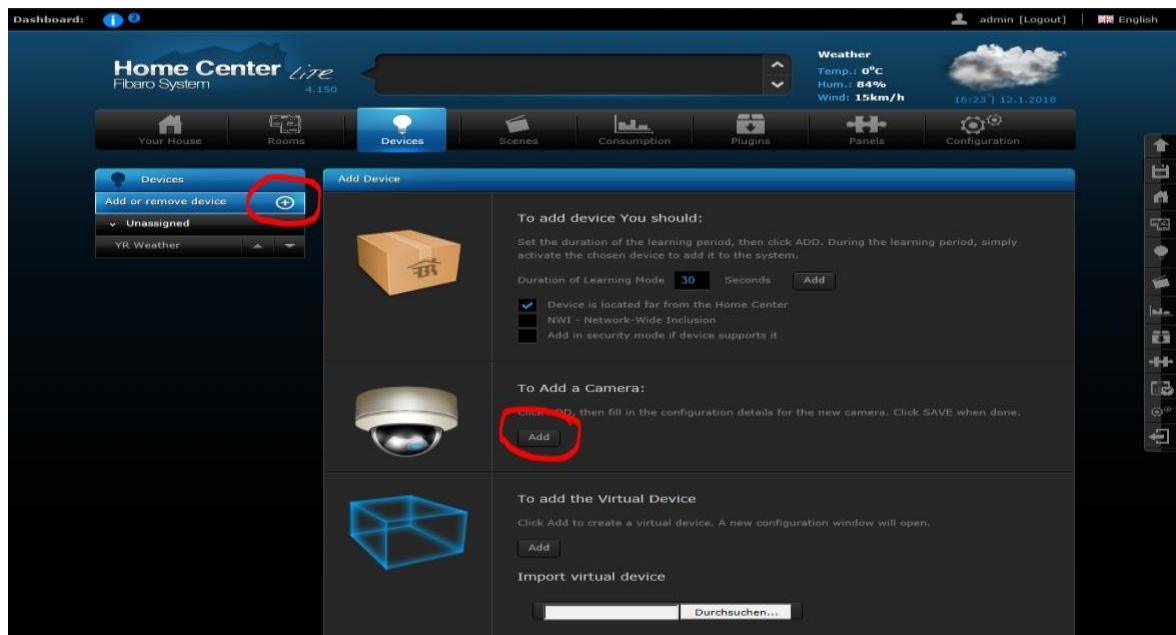 Dashboard:
i
2
admin [Logout]
English
Home Center Lite
Fibaro System
4.150
Weather
Temp.: 0°C
Hum.: 84%
Wind: 15km/h
16:23 | 12.1.2018
Your House
Rooms
Devices
Scenes
Consumption
Plugins
Panels
Configuration
Devices
Add or remove device
Unassigned
YR Weather
Add Device
To add device You should:
Set the duration of the learning period, then click ADD. During the learning period, simply
activate the chosen device to add it to the system.
Duration of Learning Mode 30 Seconds Add
Device is located far from the Home Center
NWI - Network-Wide Inclusion
Add in security mode if device supports it
To Add a Camera:
Click ADD, then fill in the configuration details for the new camera. Click SAVE when done.
Add
To add the Virtual Device
Click Add to create a virtual device. A new configuration window will open.
Add
Import virtual device
Durchsuchen...